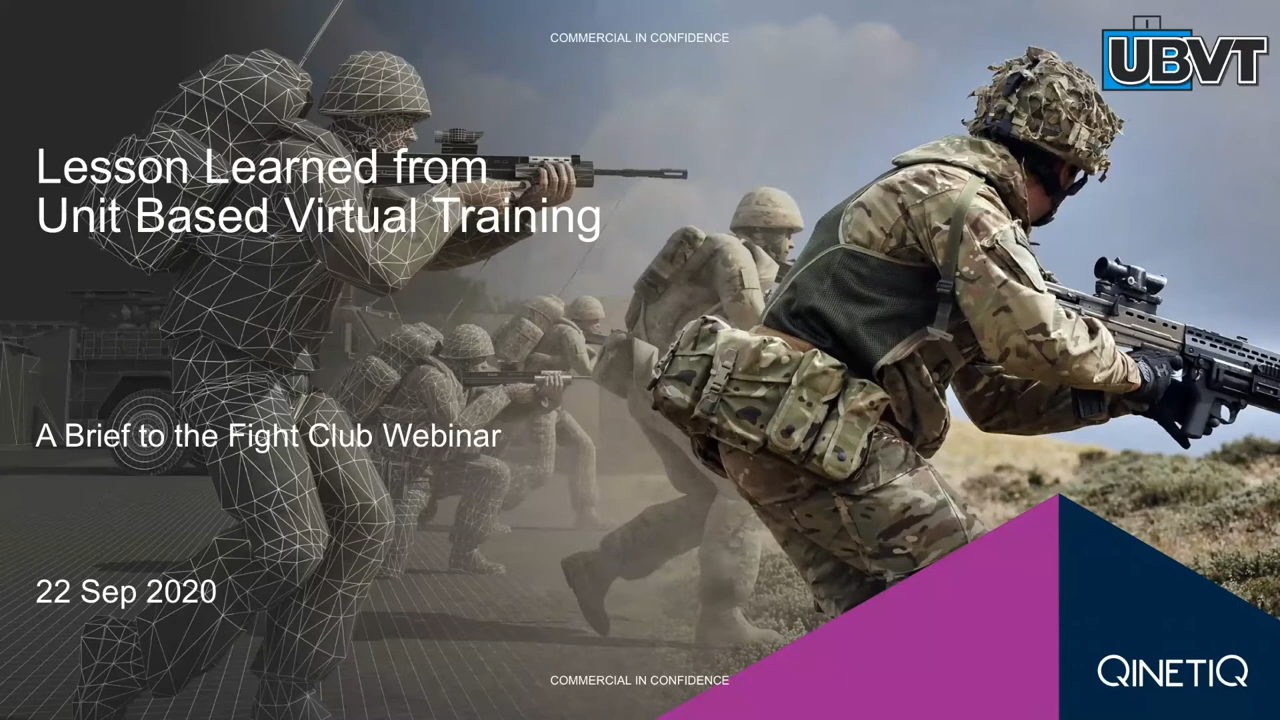 COMMERCIAL IN CONFIDENCE
UBVT
Lesson Learned from
Unit Based Virtual Training
A Brief to the Fight Club Webinar
22 Sep 2020
QINETIQ
COMMERCIAL IN CONFIDENCE